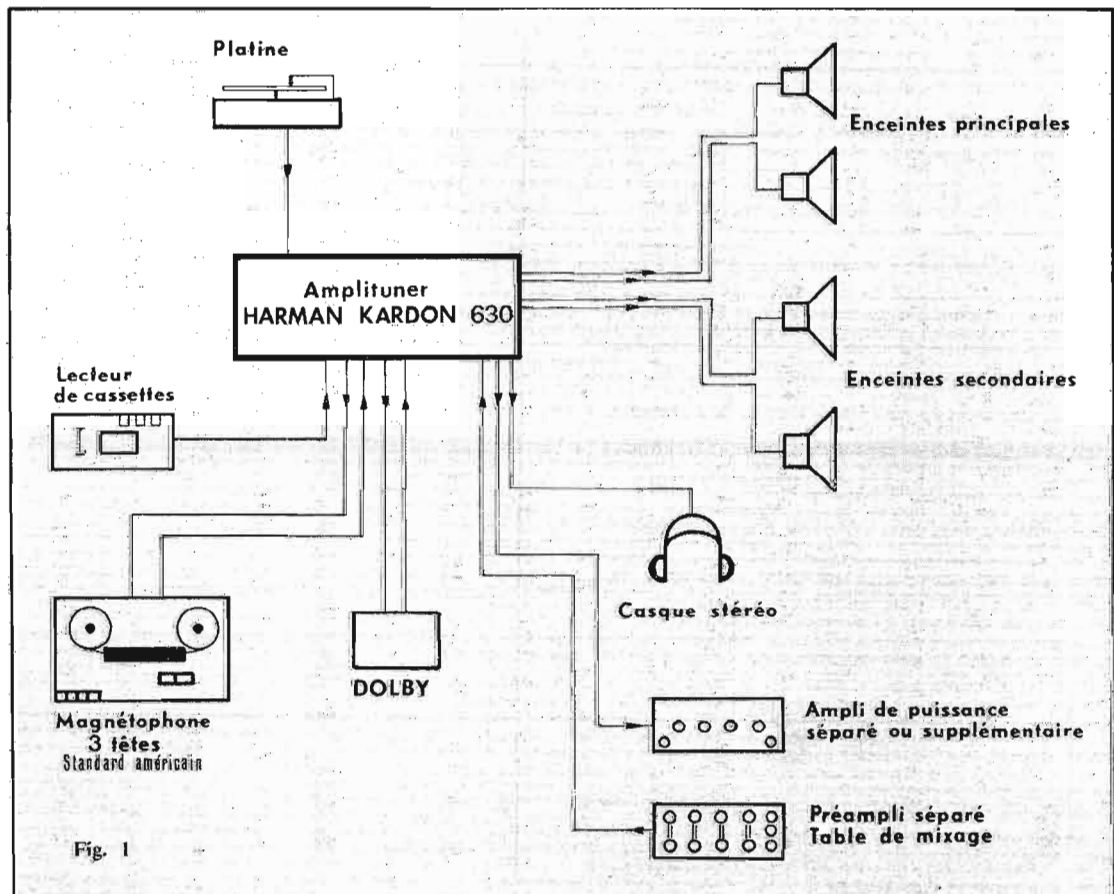 Platine
Enceintes principales
Amplituner
HARMAN KARDON 630
Lecteur
de cassettes
Enceintes secondaires
Casque stéréo
DOLBY
Magnétophone
3 têtes
Standard américain
Ampli de puissance
séparé ou supplémentaire
Préampli séparé
Table de mixage
Fig. 1